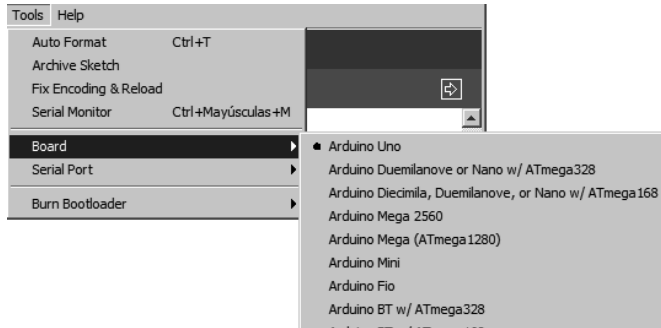 Tools Help
Auto Format Ctrl+T
Archive Sketch
Fix Encoding & Reload
Serial Monitor Ctrl+Mayúsculas+M
Board
Serial Port
Burn Bootloader
Arduino Uno
Arduino Duemilanove or Nano w/ ATmega328
Arduino Diecimila, Duemilanove, or Nano w/ ATmega168
Arduino Mega 2560
Arduino Mega (ATmega1280)
Arduino Mini
Arduino Fio
Arduino BT w/ ATmega328